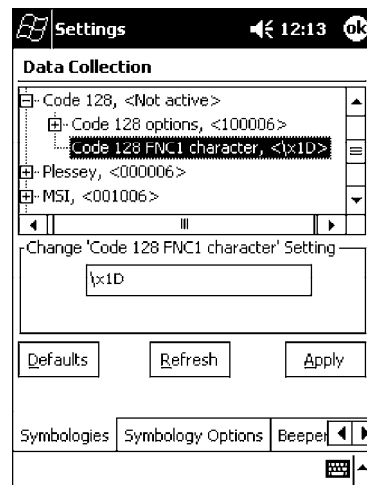 Settings 12:13 ok
Data Collection
Code 128, <Not active>
Code 128 options, <100006>
Code 128 FNC1 character, <\x1D>
Plessey, <000006>
MSI, <001006>
Change 'Code 128 FNC1 character' Setting
\x1D
Defaults Refresh Apply
Symbologies Symbology Options Beeper